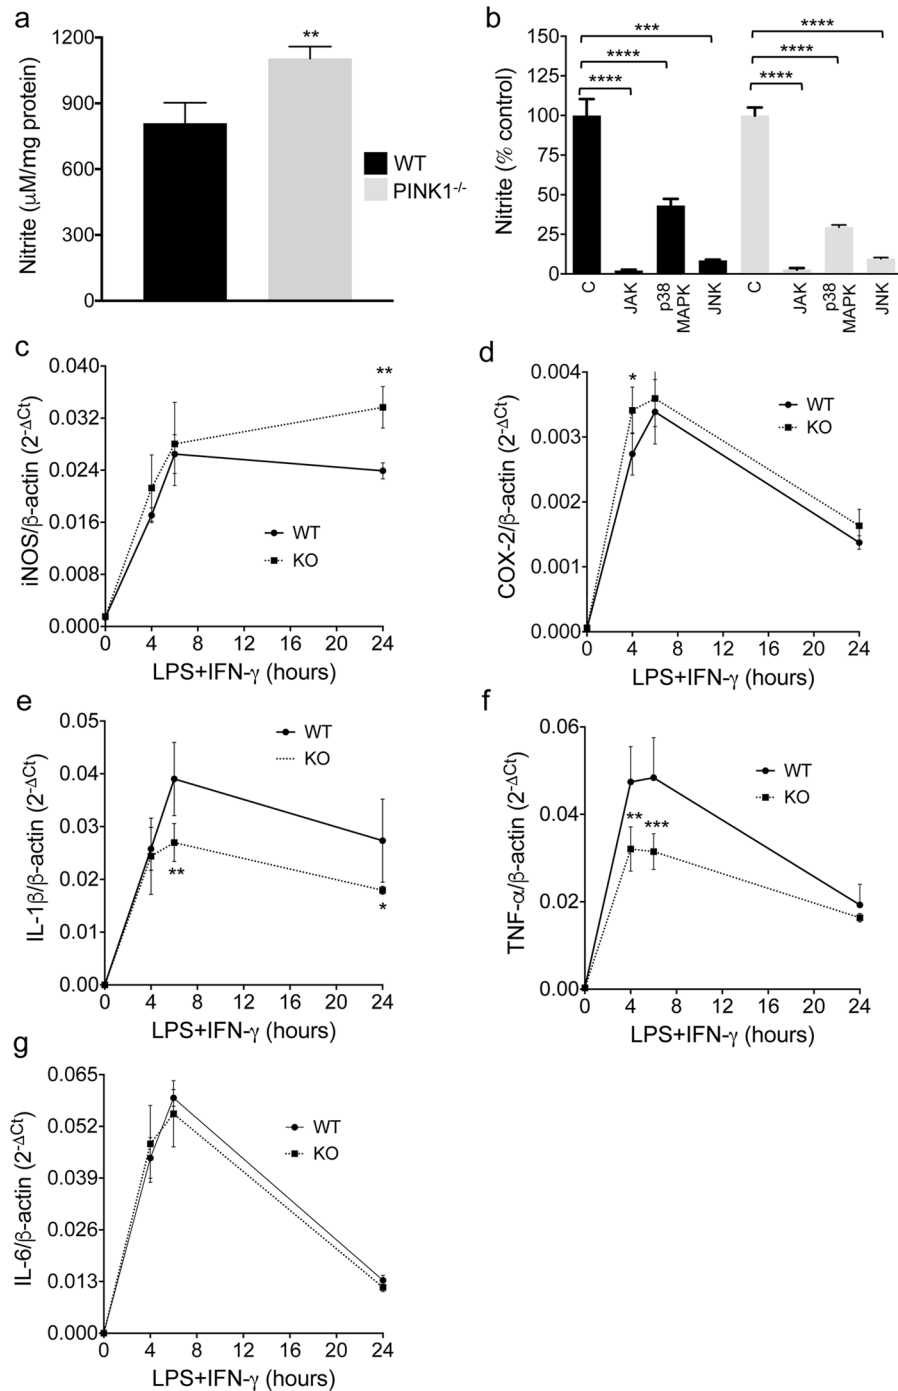 a
Nitrite (μM/mg protein)
1200
900
600
300
0
**
WT
PINK1-/-
b
Nitrite (% control)
150
125
100
75
50
25
0
***
****
****
****
****
****
C
JAK
p38
MAPK
JNK
C
JAK
p38
MAPK
JNK
c
iNOS/β-actin (2-ΔCt)
0.040
0.032
0.024
0.016
0.008
0.000
**
WT
KO
0 4 8 12 16 20 24
LPS+IFN-γ (hours)
d
COX-2/β-actin (2-ΔCt)
0.004
0.003
0.002
0.001
0.000
*
WT
KO
0 4 8 12 16 20 24
LPS+IFN-γ (hours)
e
IL-1β/β-actin (2-ΔCt)
0.05
0.04
0.03
0.02
0.01
0.00
WT
KO
**
*
0 4 8 12 16 20 24
LPS+IFN-γ (hours)
f
TNF-α/β-actin (2-ΔCt)
0.06
0.04
0.02
0.00
WT
KO
** ***
0 4 8 12 16 20 24
LPS+IFN-γ (hours)
g
IL-6/β-actin (2-ΔCt)
0.065
0.052
0.039
0.026
0.013
0.000
WT
KO
0 4 8 12 16 20 24
LPS+IFN-γ (hours)